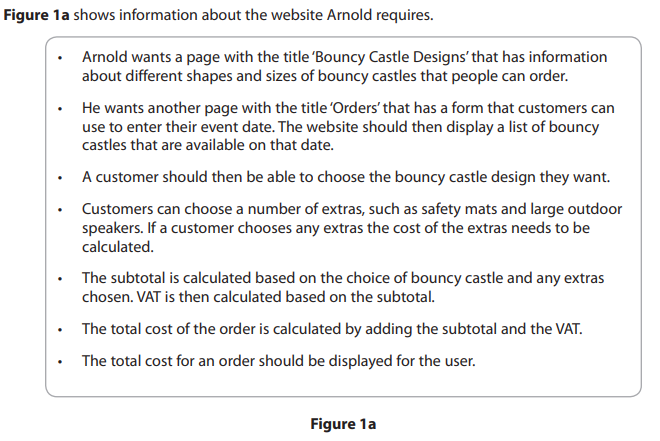 Figure 1a shows information about the website Arnold requires.
• Arnold wants a page with the title ‘Bouncy Castle Designs’ that has information
about different shapes and sizes of bouncy castles that people can order.
• He wants another page with the title ‘Orders’ that has a form that customers can
use to enter their event date. The website should then display a list of bouncy
castles that are available on that date.
• A customer should then be able to choose the bouncy castle design they want.
• Customers can choose a number of extras, such as safety mats and large outdoor
speakers. If a customer chooses any extras the cost of the extras needs to be
calculated.
• The subtotal is calculated based on the choice of bouncy castle and any extras
chosen. VAT is then calculated based on the subtotal.
• The total cost of the order is calculated by adding the subtotal and the VAT.
• The total cost for an order should be displayed for the user.
Figure 1a